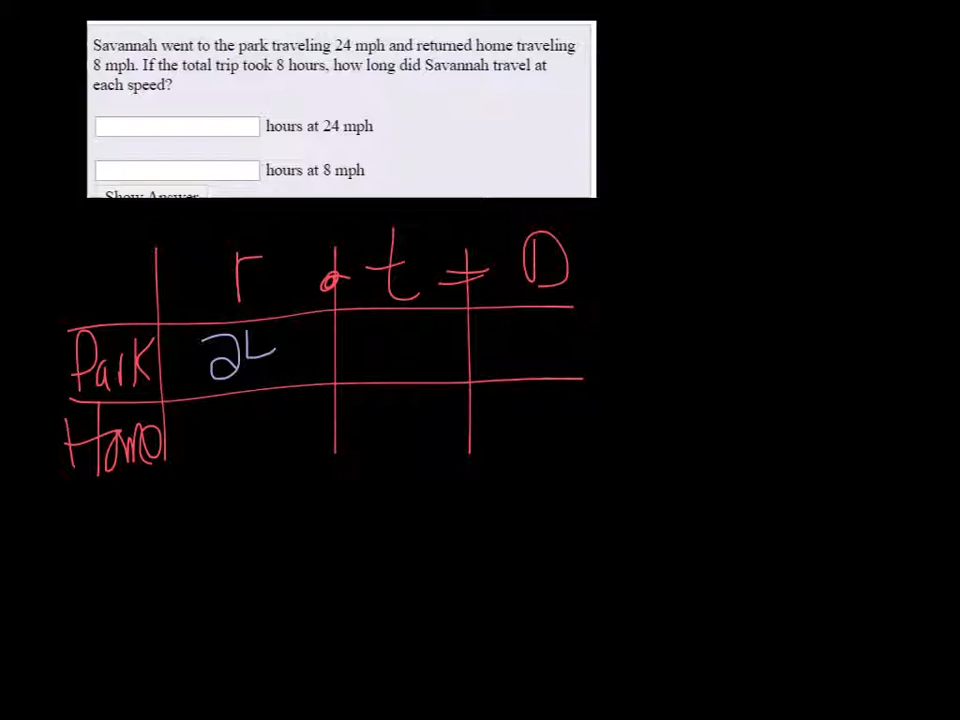 Savannah went to the park traveling 24 mph and returned home traveling
8 mph. If the total trip took 8 hours, how long did Savannah travel at
each speed?
hours at 24 mph
hours at 8 mph
Show Answer
r · t = D
Park 24
Home